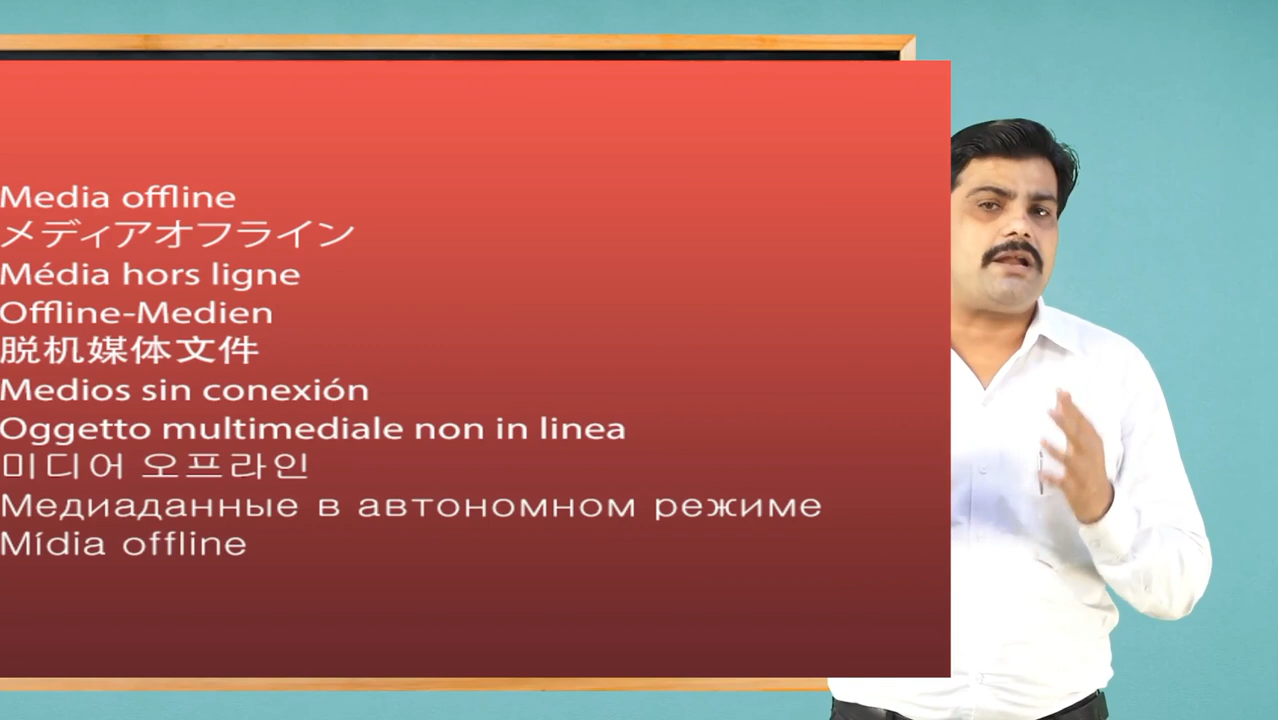 Media offline
メディアオフライン
Média hors ligne
Offline-Medien
脱机媒体文件
Medios sin conexión
Oggetto multimediale non in linea
미디어 오프라인
Медиаданные в автономном режиме
Mídia offline